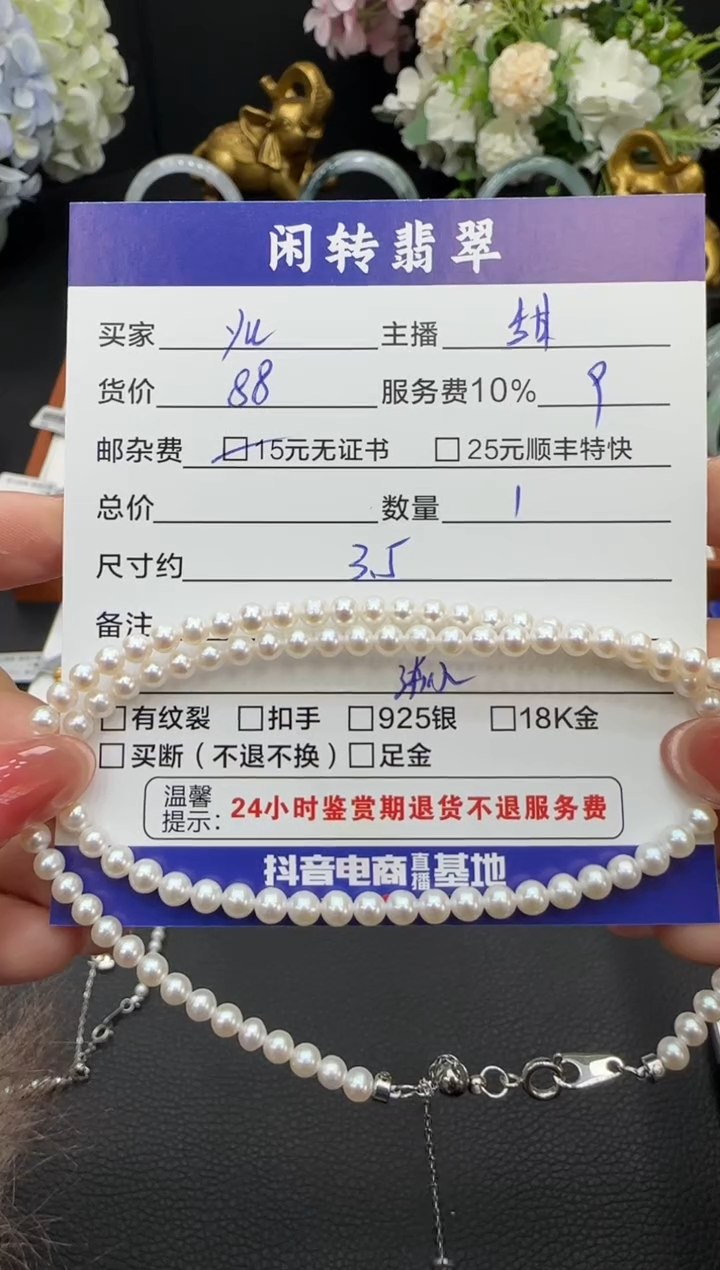 闲转翡翠
买家 主播 甜
货价 88 服务费10% 9
邮杂费 □15元无证书 □25元顺丰特快
总价 数量 1
尺寸约 3.5
备注
□有纹裂 □扣手 □925银 □18K金
□买断（不退不换）□足金
温馨提示：24小时鉴赏期退货不退服务费
抖音电商直播基地